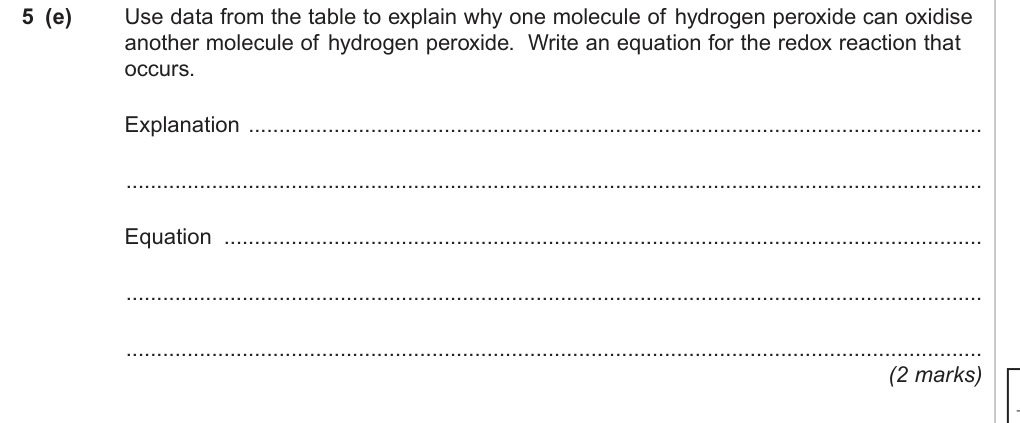 5 (e) Use data from the table to explain why one molecule of hydrogen peroxide can oxidise
another molecule of hydrogen peroxide. Write an equation for the redox reaction that
occurs.
Explanation ..........................................................................................................................
..............................................................................................................................................
Equation ..............................................................................................................................
..............................................................................................................................................
..............................................................................................................................................
(2 marks)